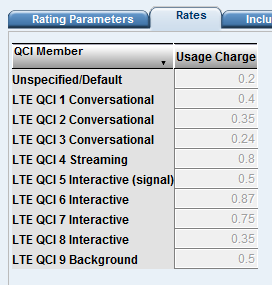 Rating Parameters Rates Inclu
QCI Member Usage Charge
Unspecified/Default 0.2
LTE QCI 1 Conversational 0.4
LTE QCI 2 Conversational 0.35
LTE QCI 3 Conversational 0.24
LTE QCI 4 Streaming 0.8
LTE QCI 5 Interactive (signal) 0.5
LTE QCI 6 Interactive 0.87
LTE QCI 7 Interactive 0.75
LTE QCI 8 Interactive 0.35
LTE QCI 9 Background 0.5